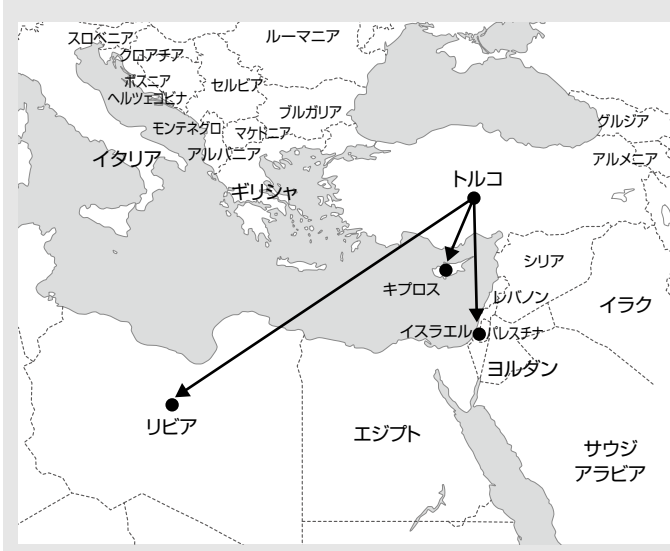 スロベニア
ルーマニア
クロアチア
ボスニア
ヘルツェゴビナ
セルビア
ブルガリア
モンテネグロ
マケドニア
グルジア
イタリア
アルバニア
アルメニア
ギリシャ
トルコ
シリア
キプロス
レバノン
イラク
イスラエル
パレスチナ
ヨルダン
リビア
エジプト
サウジ
アラビア